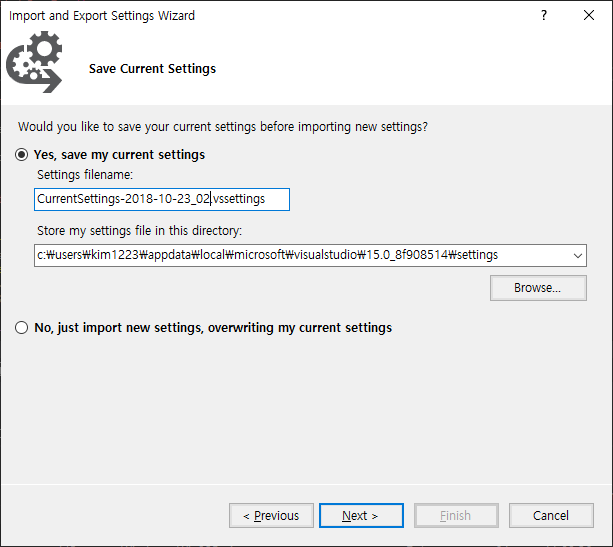 Import and Export Settings Wizard
?
Save Current Settings
Would you like to save your current settings before importing new settings?
Yes, save my current settings
Settings filename:
CurrentSettings-2018-10-23_02.vssettings
Store my settings file in this directory:
c:₩users₩kim1223₩appdata₩local₩microsoft₩visualstudio₩15.0_8f908514₩settings
Browse...
No, just import new settings, overwriting my current settings
< Previous
Next >
Finish
Cancel